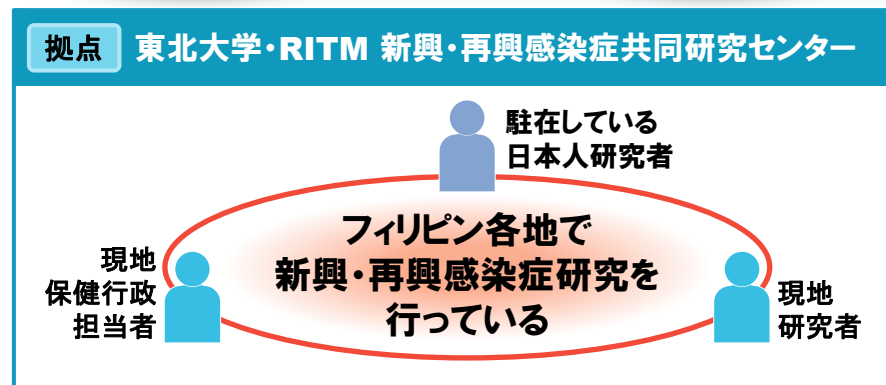 拠点 東北大学・RITM 新興・再興感染症共同研究センター
駐在している
日本人研究者
フィリピン各地で
新興・再興感染症研究を
行っている
現地
保健行政
担当者
現地
研究者